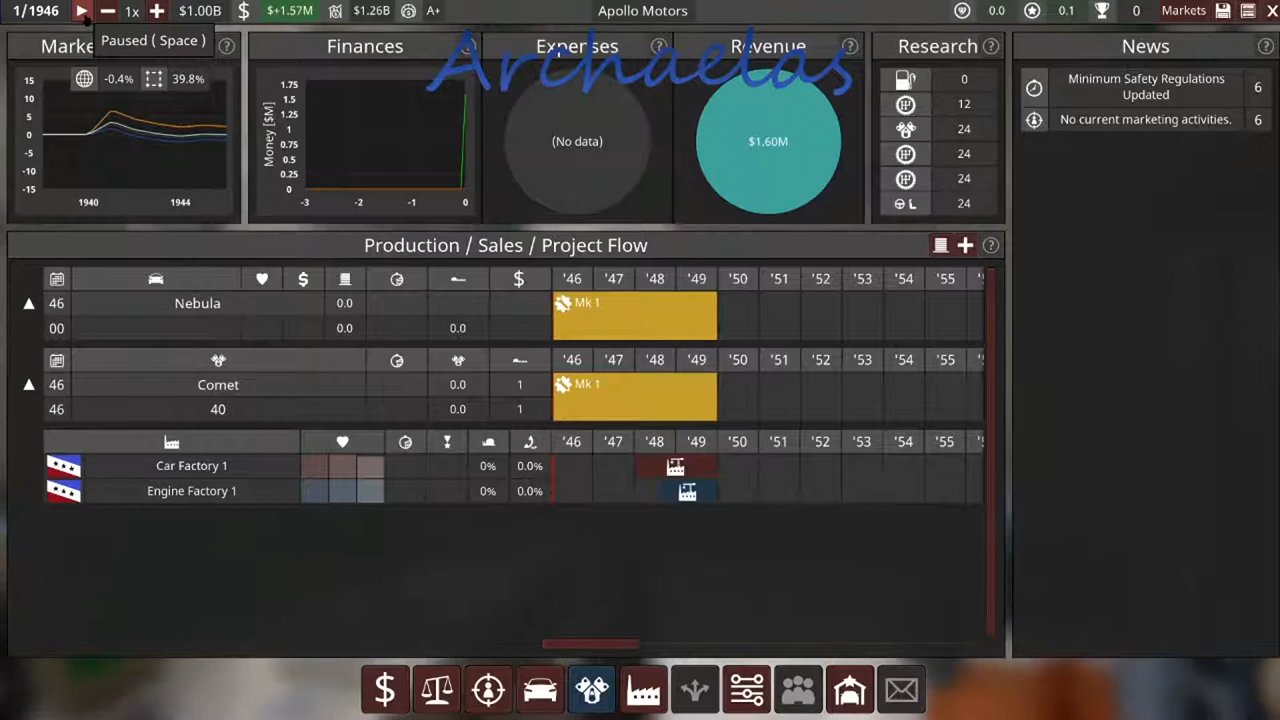 1/1946 1x $1.00B $+1.57M $1.26B A+ Apollo Motors 0.0 0.1 0 Markets X
Paused ( Space )
Marke ? Finances Expenses ? Revenue ? Research ? News
Archaelas
-0.4% 39.8%
15
10
5
0
-5
-10
-15
1940 1944
Money [$M]
1.75
1.5
1.25
1
0.75
0.5
0.25
0
-3 -2 -1 0
(No data)
$1.60M
0
12
24
24
24
24
Minimum Safety Regulations
Updated 6
No current marketing activities. 6
Production / Sales / Project Flow ?
$ $ '46 '47 '48 '49 '50 '51 '52 '53 '54 '55
46 Nebula 0.0 Mk 1
00 0.0 0.0
'46 '47 '48 '49 '50 '51 '52 '53 '54 '55
46 Comet 0.0 1 Mk 1
46 40 0.0 1
'46 '47 '48 '49 '50 '51 '52 '53 '54 '55
Car Factory 1 0% 0.0%
Engine Factory 1 0% 0.0%
$